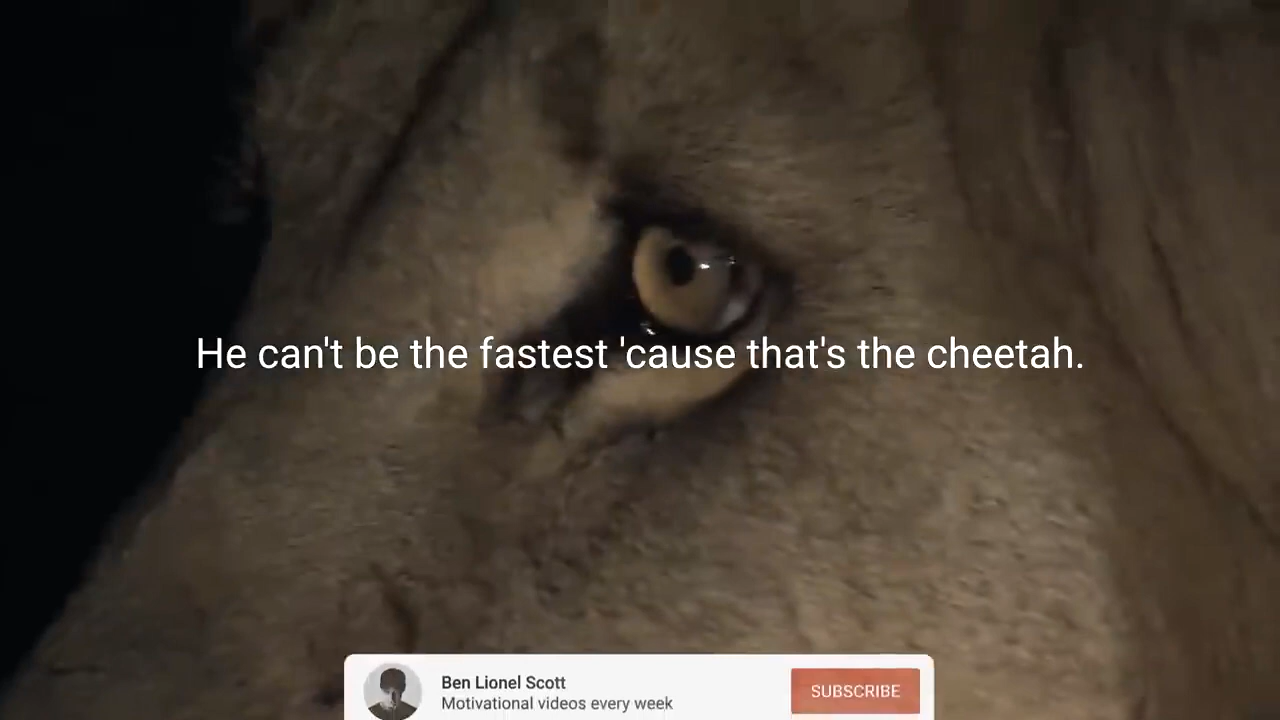 He can't be the fastest 'cause that's the cheetah.
Ben Lionel Scott
Motivational videos every week
SUBSCRIBE